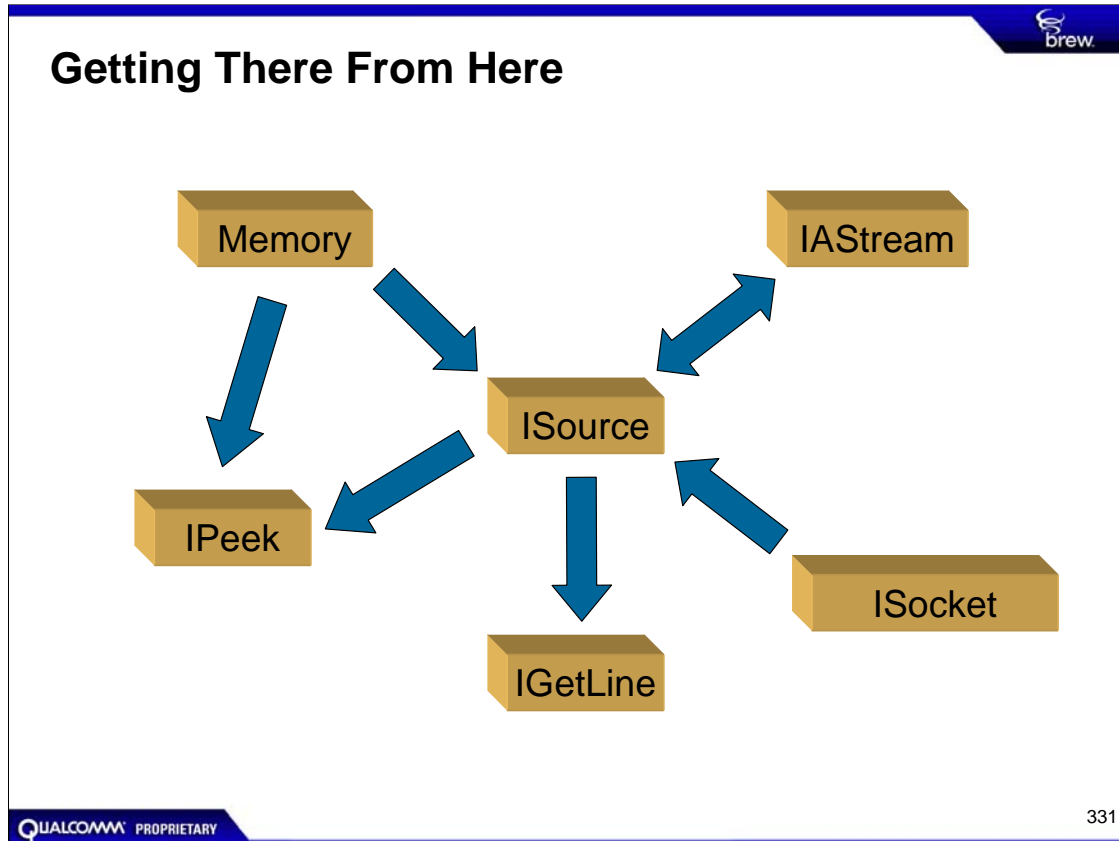 brew.
Getting There From Here
Memory
IAStream
ISource
IPeek
ISocket
IGetLine
QUALCOMM PROPRIETARY
331